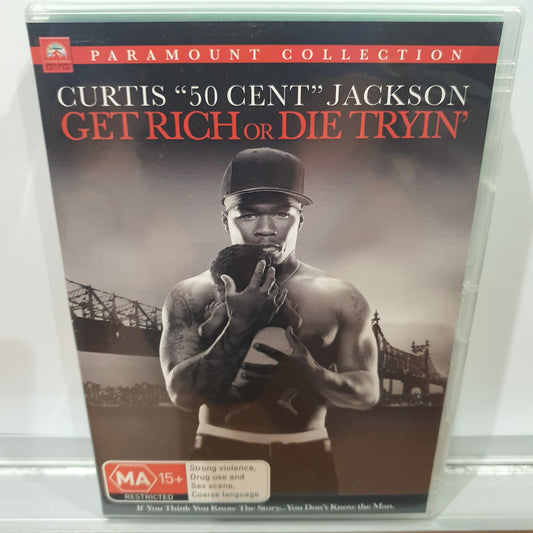 PARAMOUNT COLLECTION
CURTIS "50 CENT" JACKSON
GET RICH OR DIE TRYIN'
MA 15+
RESTRICTED
Strong violence,
Drug use and
Sex scene,
Coarse language
If You Think You Know The Story...You Don't Know the Man.